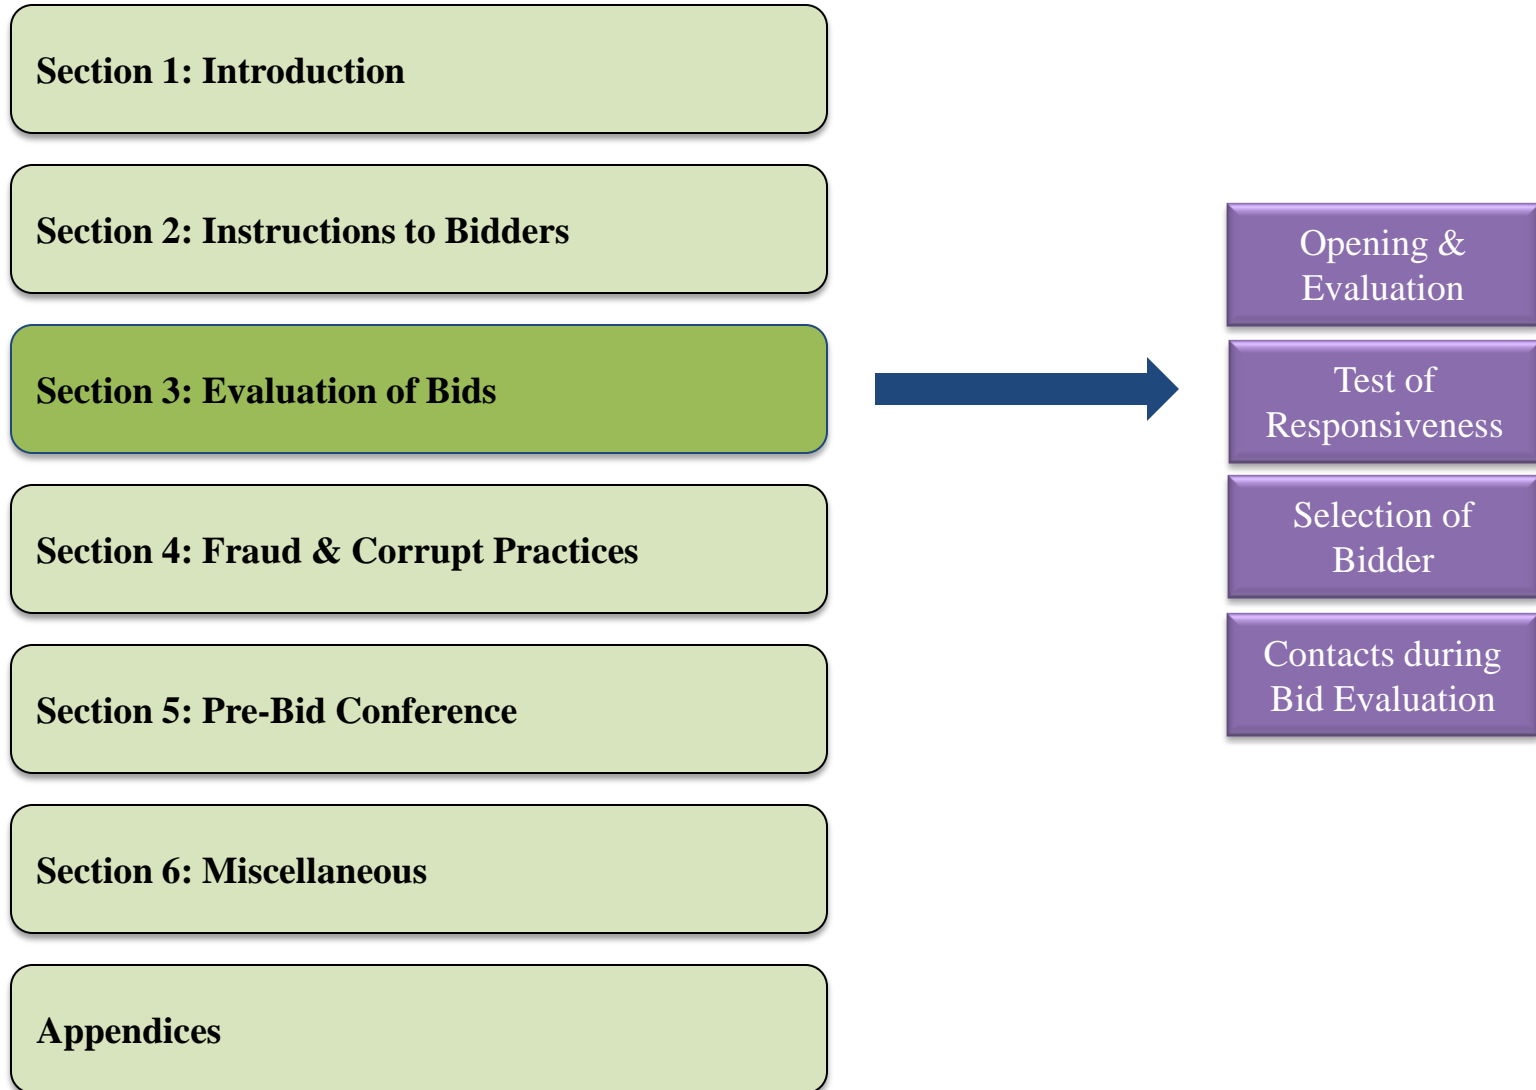 Section 1: Introduction
Section 2: Instructions to Bidders
Section 3: Evaluation of Bids
Section 4: Fraud & Corrupt Practices
Section 5: Pre-Bid Conference
Section 6: Miscellaneous
Appendices
Opening &
Evaluation
Test of
Responsiveness
Selection of
Bidder
Contacts during
Bid Evaluation